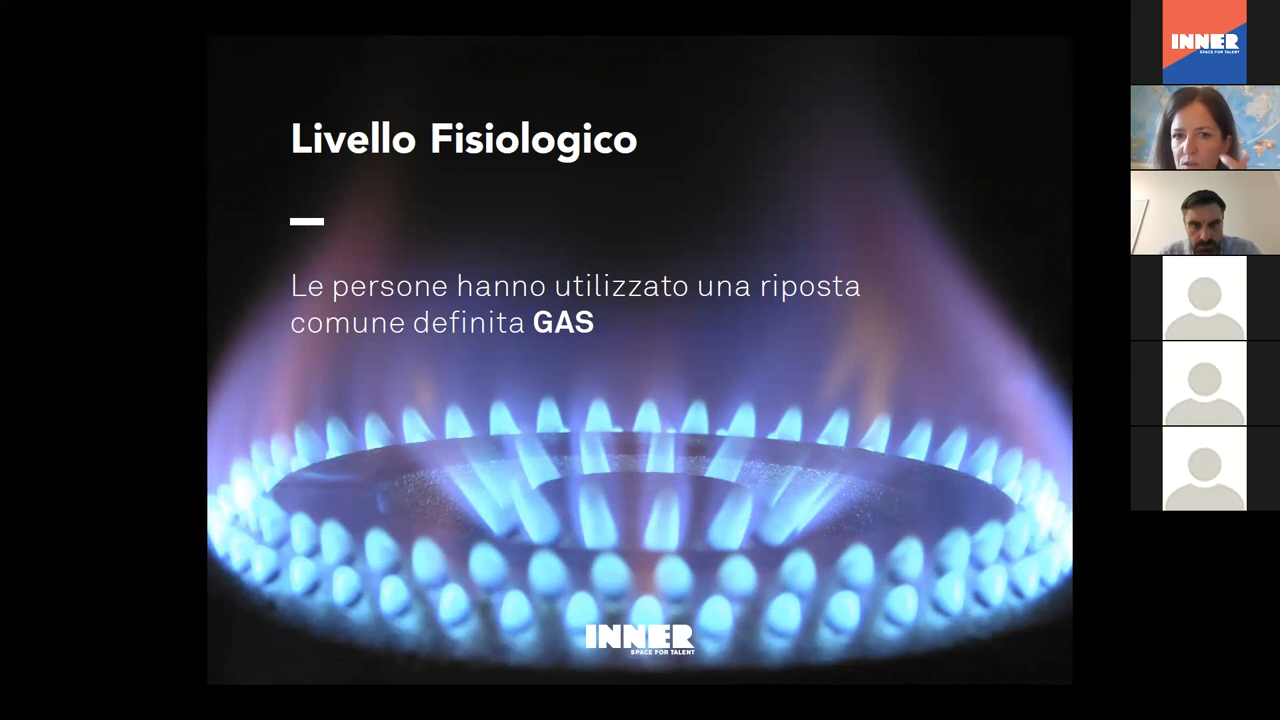 Livello Fisiologico
Le persone hanno utilizzato una riposta
comune definita GAS
INNER
SPACE FOR TALENT
INNER
SPACE FOR TALENT